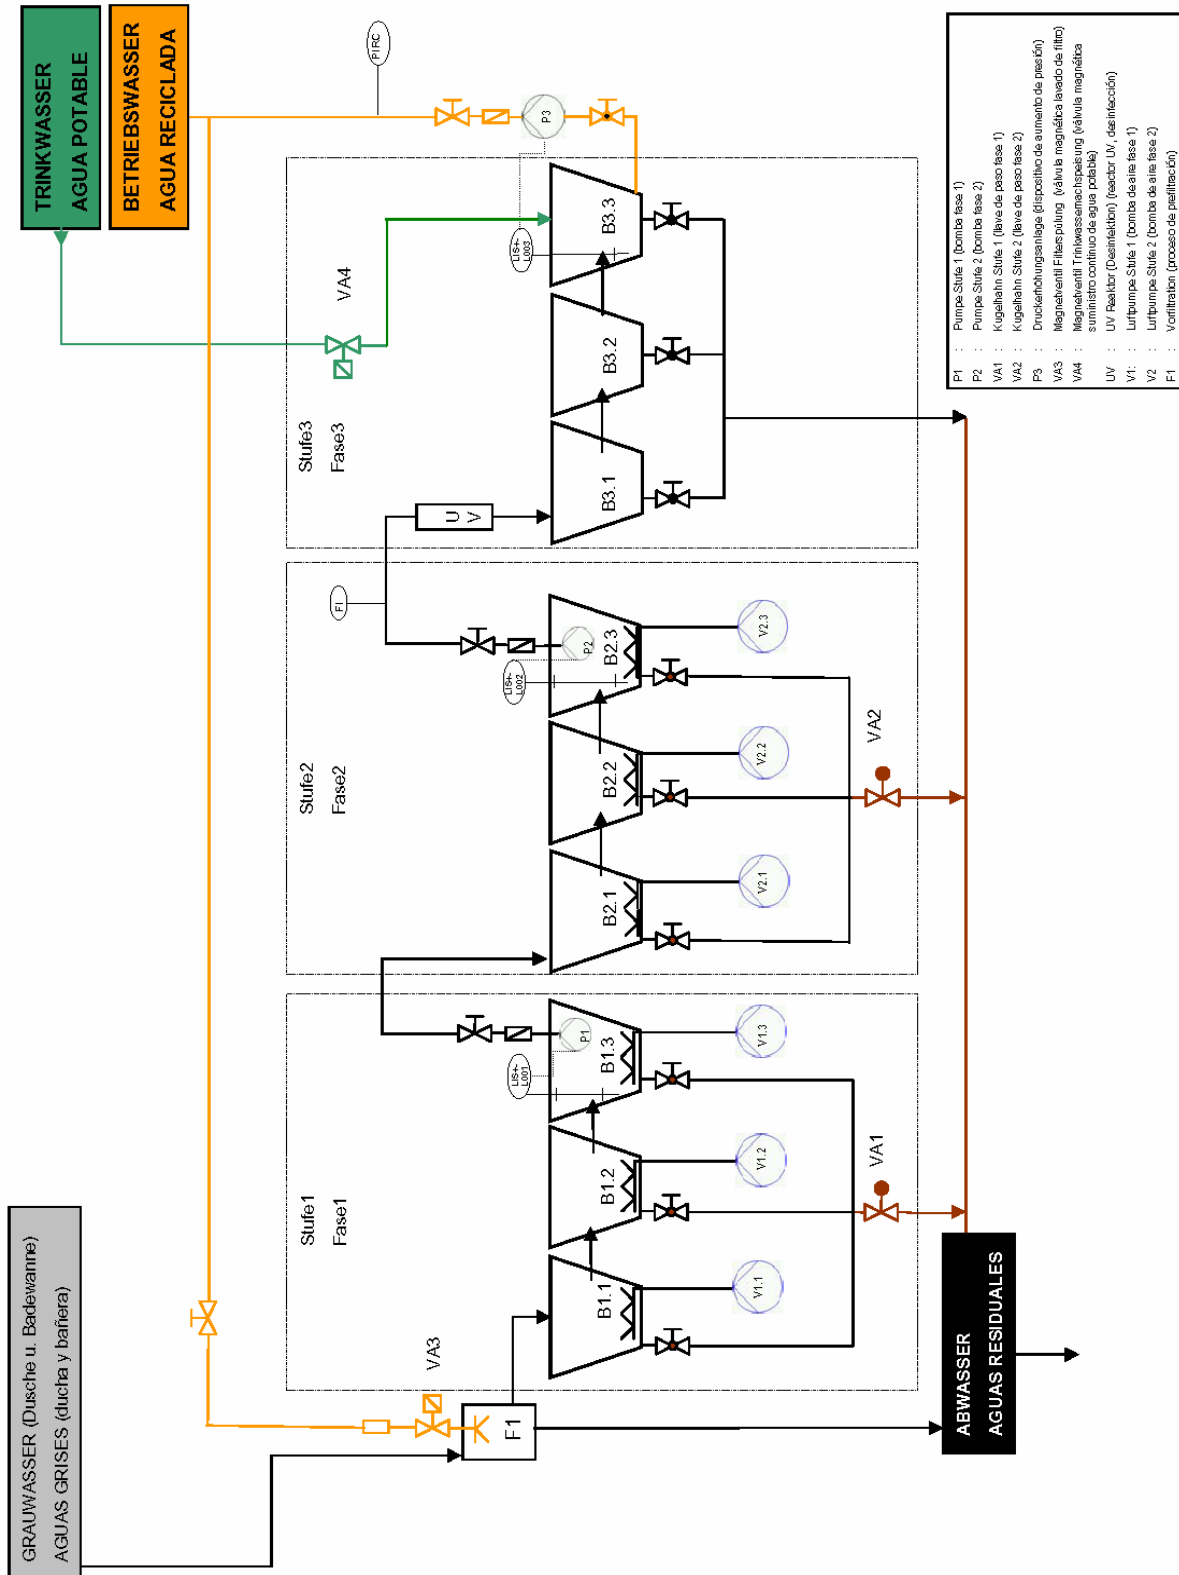 GRAUWASSER (Dusche u. Badewanne)
AGUAS GRISES (ducha y bañera)
TRINKWASSER
AGUA POTABLE
BETRIEBSWASSER
AGUA RECICLADA
PIRC
VA3
F1
Stufe1
Fase1
LIS+-
L001
P1
B1.1
B1.2
B1.3
V1.1
V1.2
V1.3
VA1
Stufe2
Fase2
FI
LIS+-
L002
P2
B2.1
B2.2
B2.3
V2.1
V2.2
V2.3
VA2
Stufe3
Fase3
VA4
U
V
LIS+-
L003
P3
B3.1
B3.2
B3.3
ABWASSER
AGUAS RESIDUALES
P1 : Pumpe Stufe 1 (bomba fase 1)
P2 : Pumpe Stufe 2 (bomba fase 2)
VA1 : Kugelhahn Stufe 1 (llave de paso fase 1)
VA2 : Kugelhahn Stufe 2 (llave de paso fase 2)
P3 : Druckerhöhungsanlage (dispositivo de aumento de presión)
VA3 : Magnetventil Filterspülung (válvula magnética lavado de filtro)
VA4 : Magnetventil Trinkwassernachspeisung (válvula magnética
suministro continuo de agua potable)
UV : UV Reaktor (Desinfektion) (reactor UV, desinfección)
V1: : Luftpumpe Stufe 1 (bomba de aire fase 1)
V2 : Luftpumpe Stufe 2 (bomba de aire fase 2)
F1 : Vorfiltration (proceso de prefiltración)